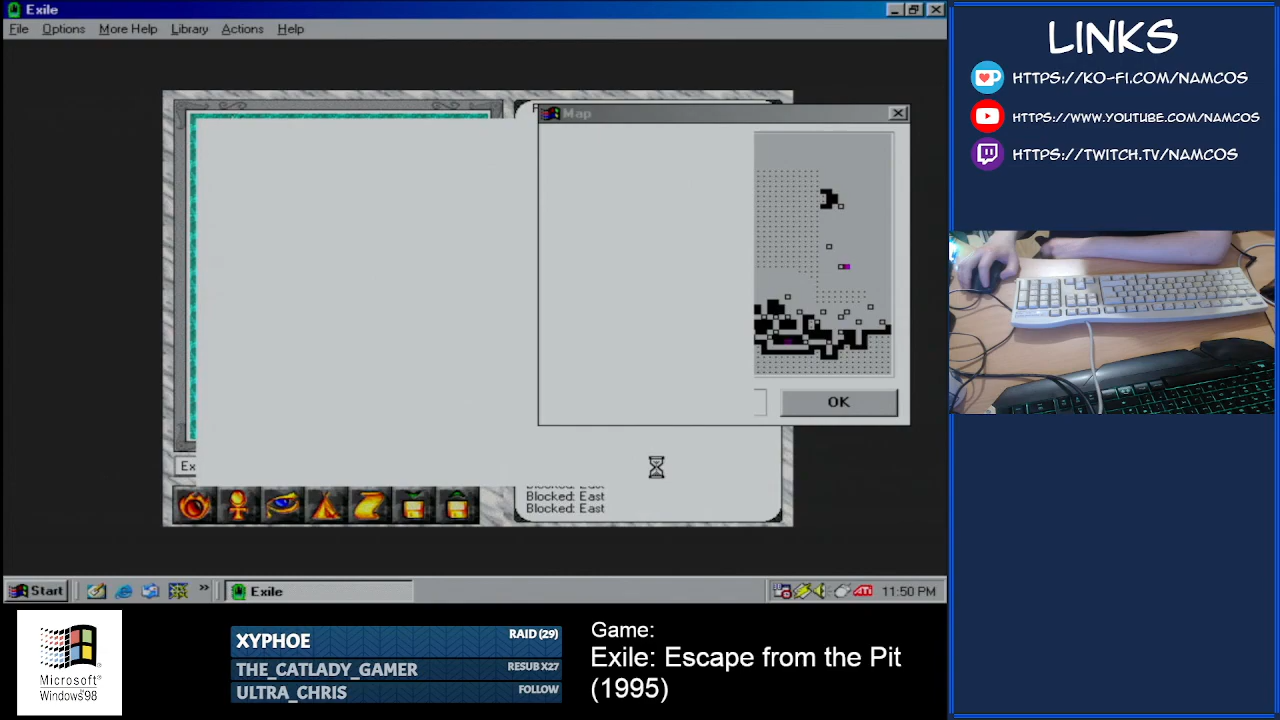 Exile
File Options More Help Library Actions Help
Map
OK
Ex
Blocked: East
Blocked: East
Start
Exile
ATI
11:50 PM
LINKS
HTTPS://KO-FI.COM/NAMCOS
HTTPS://WWW.YOUTUBE.COM/NAMCOS
HTTPS://TWITCH.TV/NAMCOS
Microsoft
Windows98
XYPHOE RAID (29)
THE_CATLADY_GAMER RESUB X27
ULTRA_CHRIS FOLLOW
Game:
Exile: Escape from the Pit
(1995)